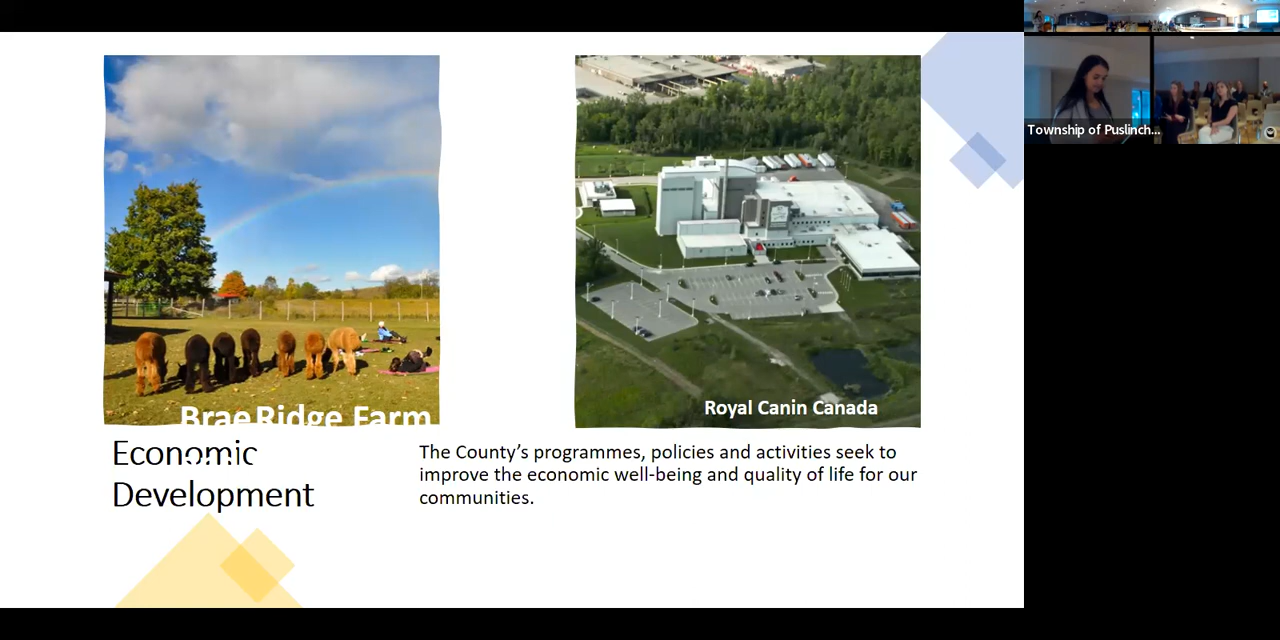 BraeRidge Farm
Royal Canin Canada
Economic
Development
The County’s programmes, policies and activities seek to
improve the economic well-being and quality of life for our
communities.
Township of Puslinch...